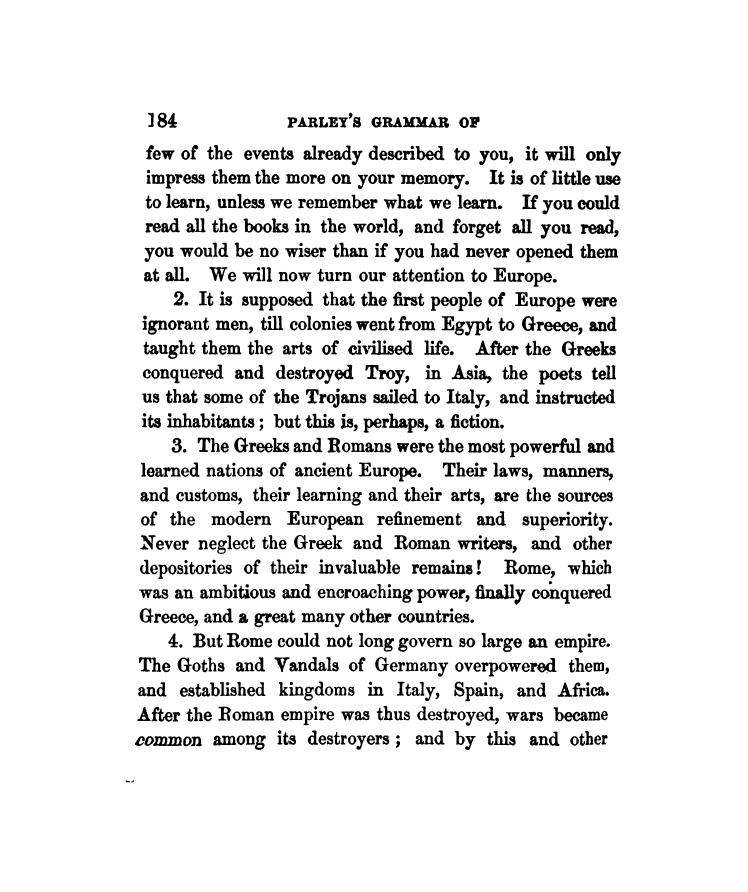 184 PARLEY'S GRAMMAR OF
few of the events already described to you, it will only
impress them the more on your memory. It is of little use
to learn, unless we remember what we learn. If you could
read all the books in the world, and forget all you read,
you would be no wiser than if you had never opened them
at all. We will now turn our attention to Europe.
2. It is supposed that the first people of Europe were
ignorant men, till colonies went from Egypt to Greece, and
taught them the arts of civilised life. After the Greeks
conquered and destroyed Troy, in Asia, the poets tell
us that some of the Trojans sailed to Italy, and instructed
its inhabitants ; but this is, perhaps, a fiction.
3. The Greeks and Romans were the most powerful and
learned nations of ancient Europe. Their laws, manners,
and customs, their learning and their arts, are the sources
of the modern European refinement and superiority.
Never neglect the Greek and Roman writers, and other
depositories of their invaluable remains! Rome, which
was an ambitious and encroaching power, finally conquered
Greece, and a great many other countries.
4. But Rome could not long govern so large an empire.
The Goths and Vandals of Germany overpowered them,
and established kingdoms in Italy, Spain, and Africa.
After the Roman empire was thus destroyed, wars became
common among its destroyers ; and by this and other